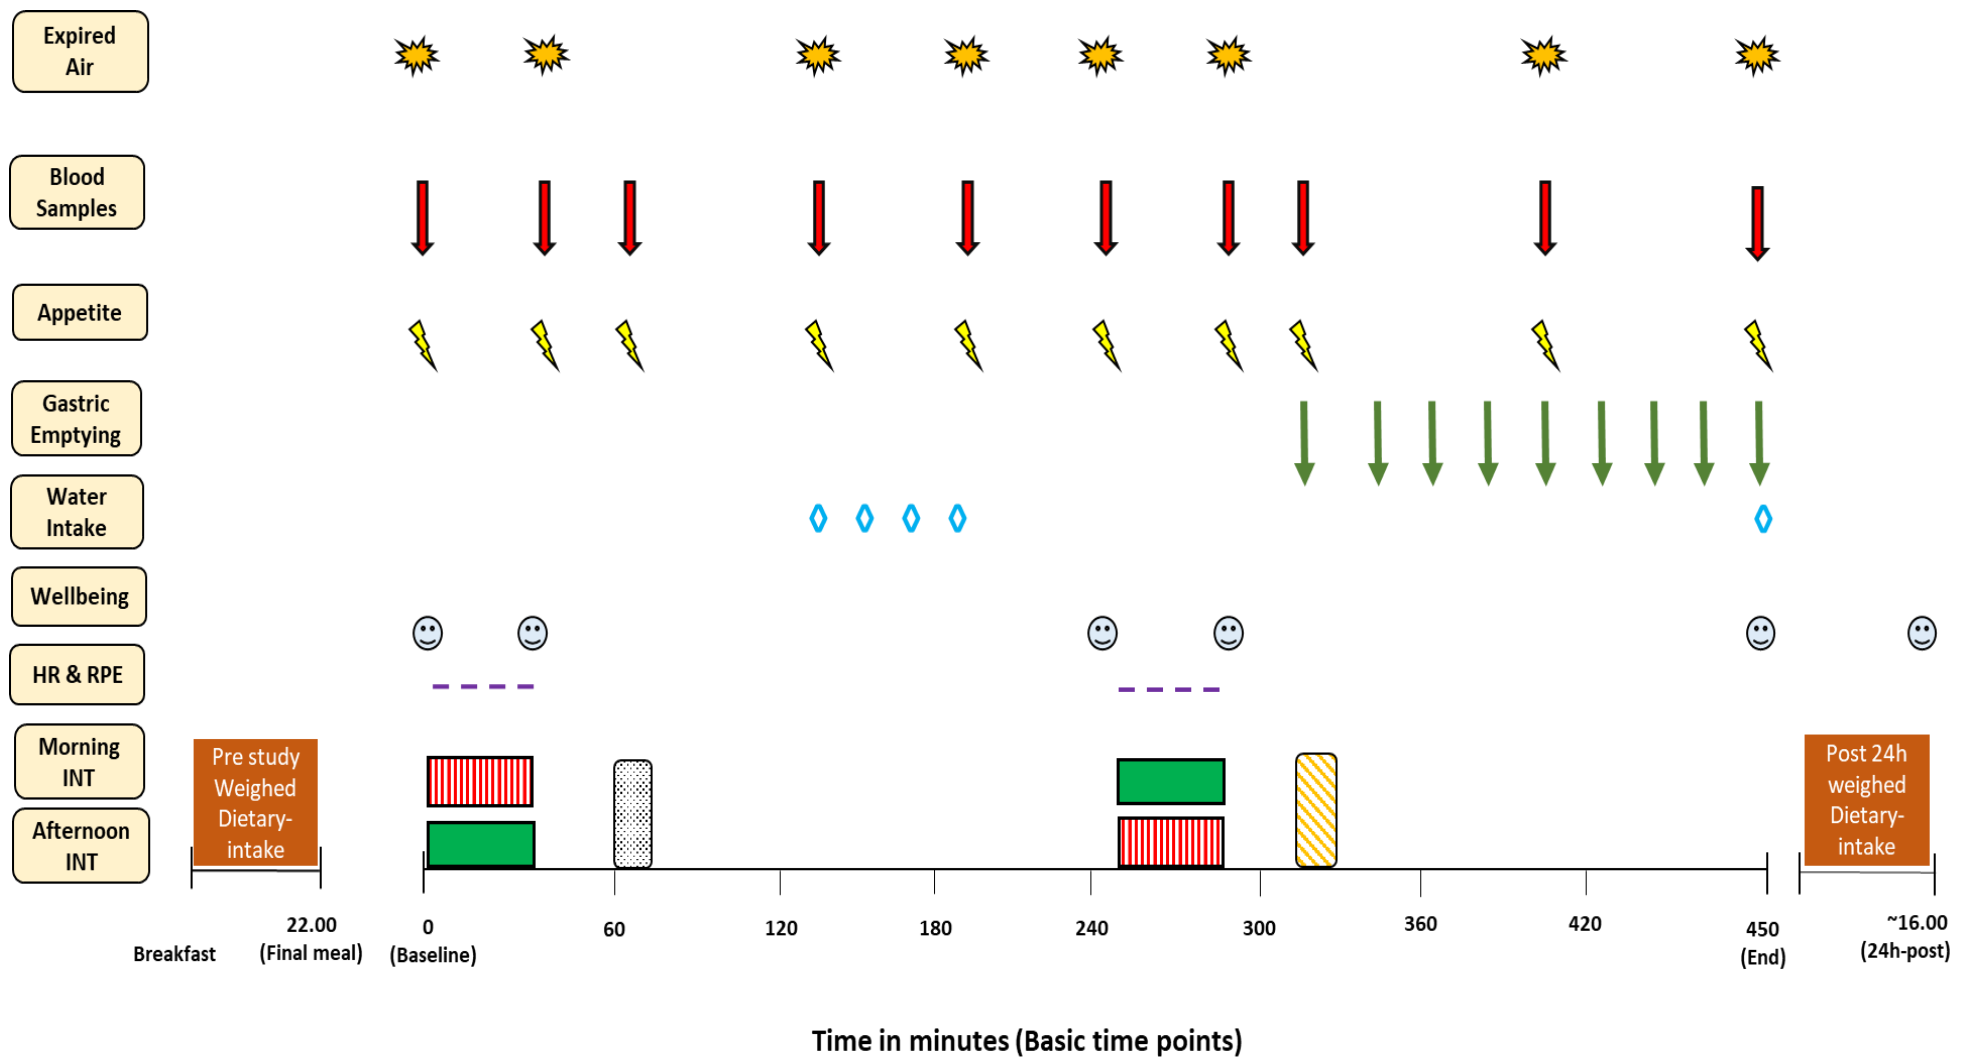 Expired
Air
Blood
Samples
Appetite
Gastric
Emptying
Water
Intake
Wellbeing
HR & RPE
Morning
INT
Afternoon
INT
Pre study
Weighed
Dietary-
intake
Post 24h
weighed
Dietary-
intake
Breakfast
22.00
(Final meal)
0
(Baseline)
60
120
180
240
300
360
420
450
(End)
~16.00
(24h-post)
Time in minutes (Basic time points)